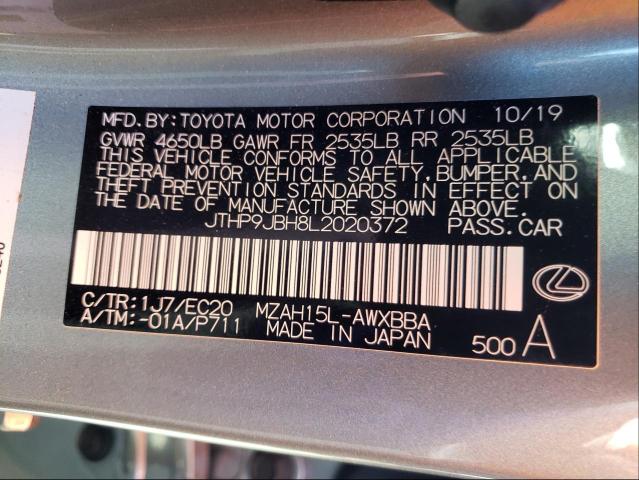 MFD.BY:TOYOTA MOTOR CORPORATION 10/19
GVWR 4650LB GAWR FR 2535LB RR 2535LB
THIS VEHICLE CONFORMS TO ALL APPLICABLE
FEDERAL MOTOR VEHICLE SAFETY,BUMPER,AND
THEFT PREVENTION STANDARDS IN EFFECT ON
THE DATE OF MANUFACTURE SHOWN ABOVE.
JTHP9JBH8L2020372 PASS.CAR
C/TR:1J7/EC20 MZAH15L-AWXBBA
A/TM:-01A/P711 MADE IN JAPAN 500 A